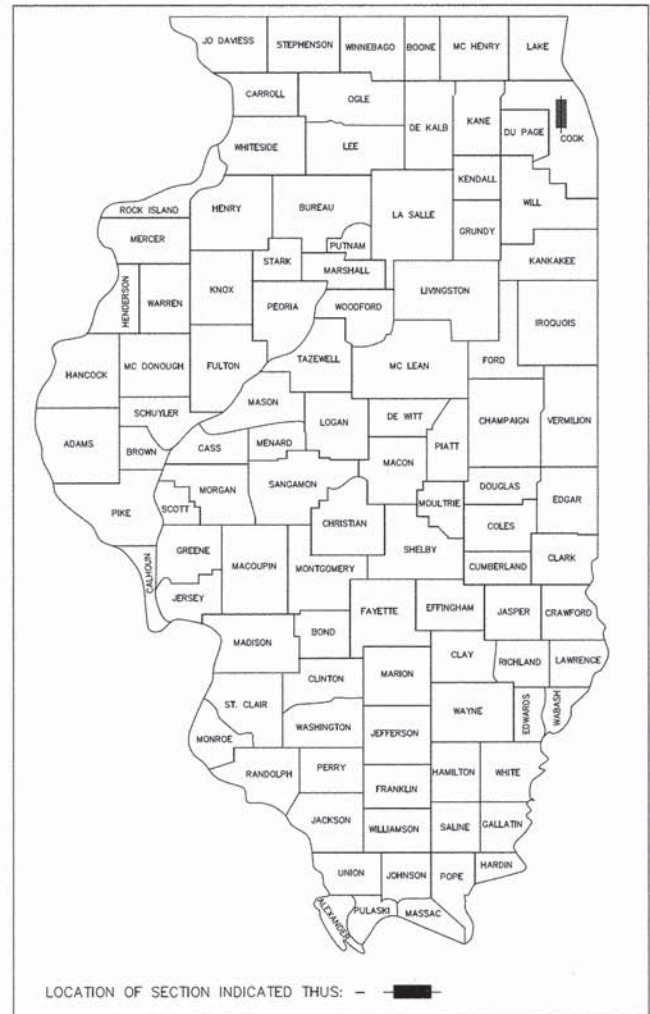 JO DAVIESS STEPHENSON WINNEBAGO BOONE MC HENRY LAKE
CARROLL OGLE DE KALB KANE DU PAGE COOK
WHITESIDE LEE
KENDALL WILL
ROCK ISLAND HENRY BUREAU LA SALLE GRUNDY
MERCER PUTNAM
STARK MARSHALL KANKAKEE
HENDERSON WARREN KNOX PEORIA WOODFORD LIVINGSTON
IROQUOIS
HANCOCK MC DONOUGH FULTON TAZEWELL MC LEAN FORD
SCHUYLER MASON
ADAMS BROWN CASS MENARD LOGAN DE WITT PIATT CHAMPAIGN VERMILION
MACON
PIKE SCOTT MORGAN SANGAMON MOULTRIE DOUGLAS EDGAR
CHRISTIAN COLES
CALHOUN GREENE MACOUPIN MONTGOMERY SHELBY CUMBERLAND CLARK
JERSEY
FAYETTE EFFINGHAM JASPER CRAWFORD
MADISON BOND
CLAY RICHLAND LAWRENCE
CLINTON MARION
ST. CLAIR WAYNE EDWARDS WABASH
MONROE WASHINGTON JEFFERSON
RANDOLPH PERRY HAMILTON WHITE
FRANKLIN
JACKSON WILLIAMSON SALINE GALLATIN
HARDIN
UNION JOHNSON POPE
ALEXANDER PULASKI MASSAC
LOCATION OF SECTION INDICATED THUS: -